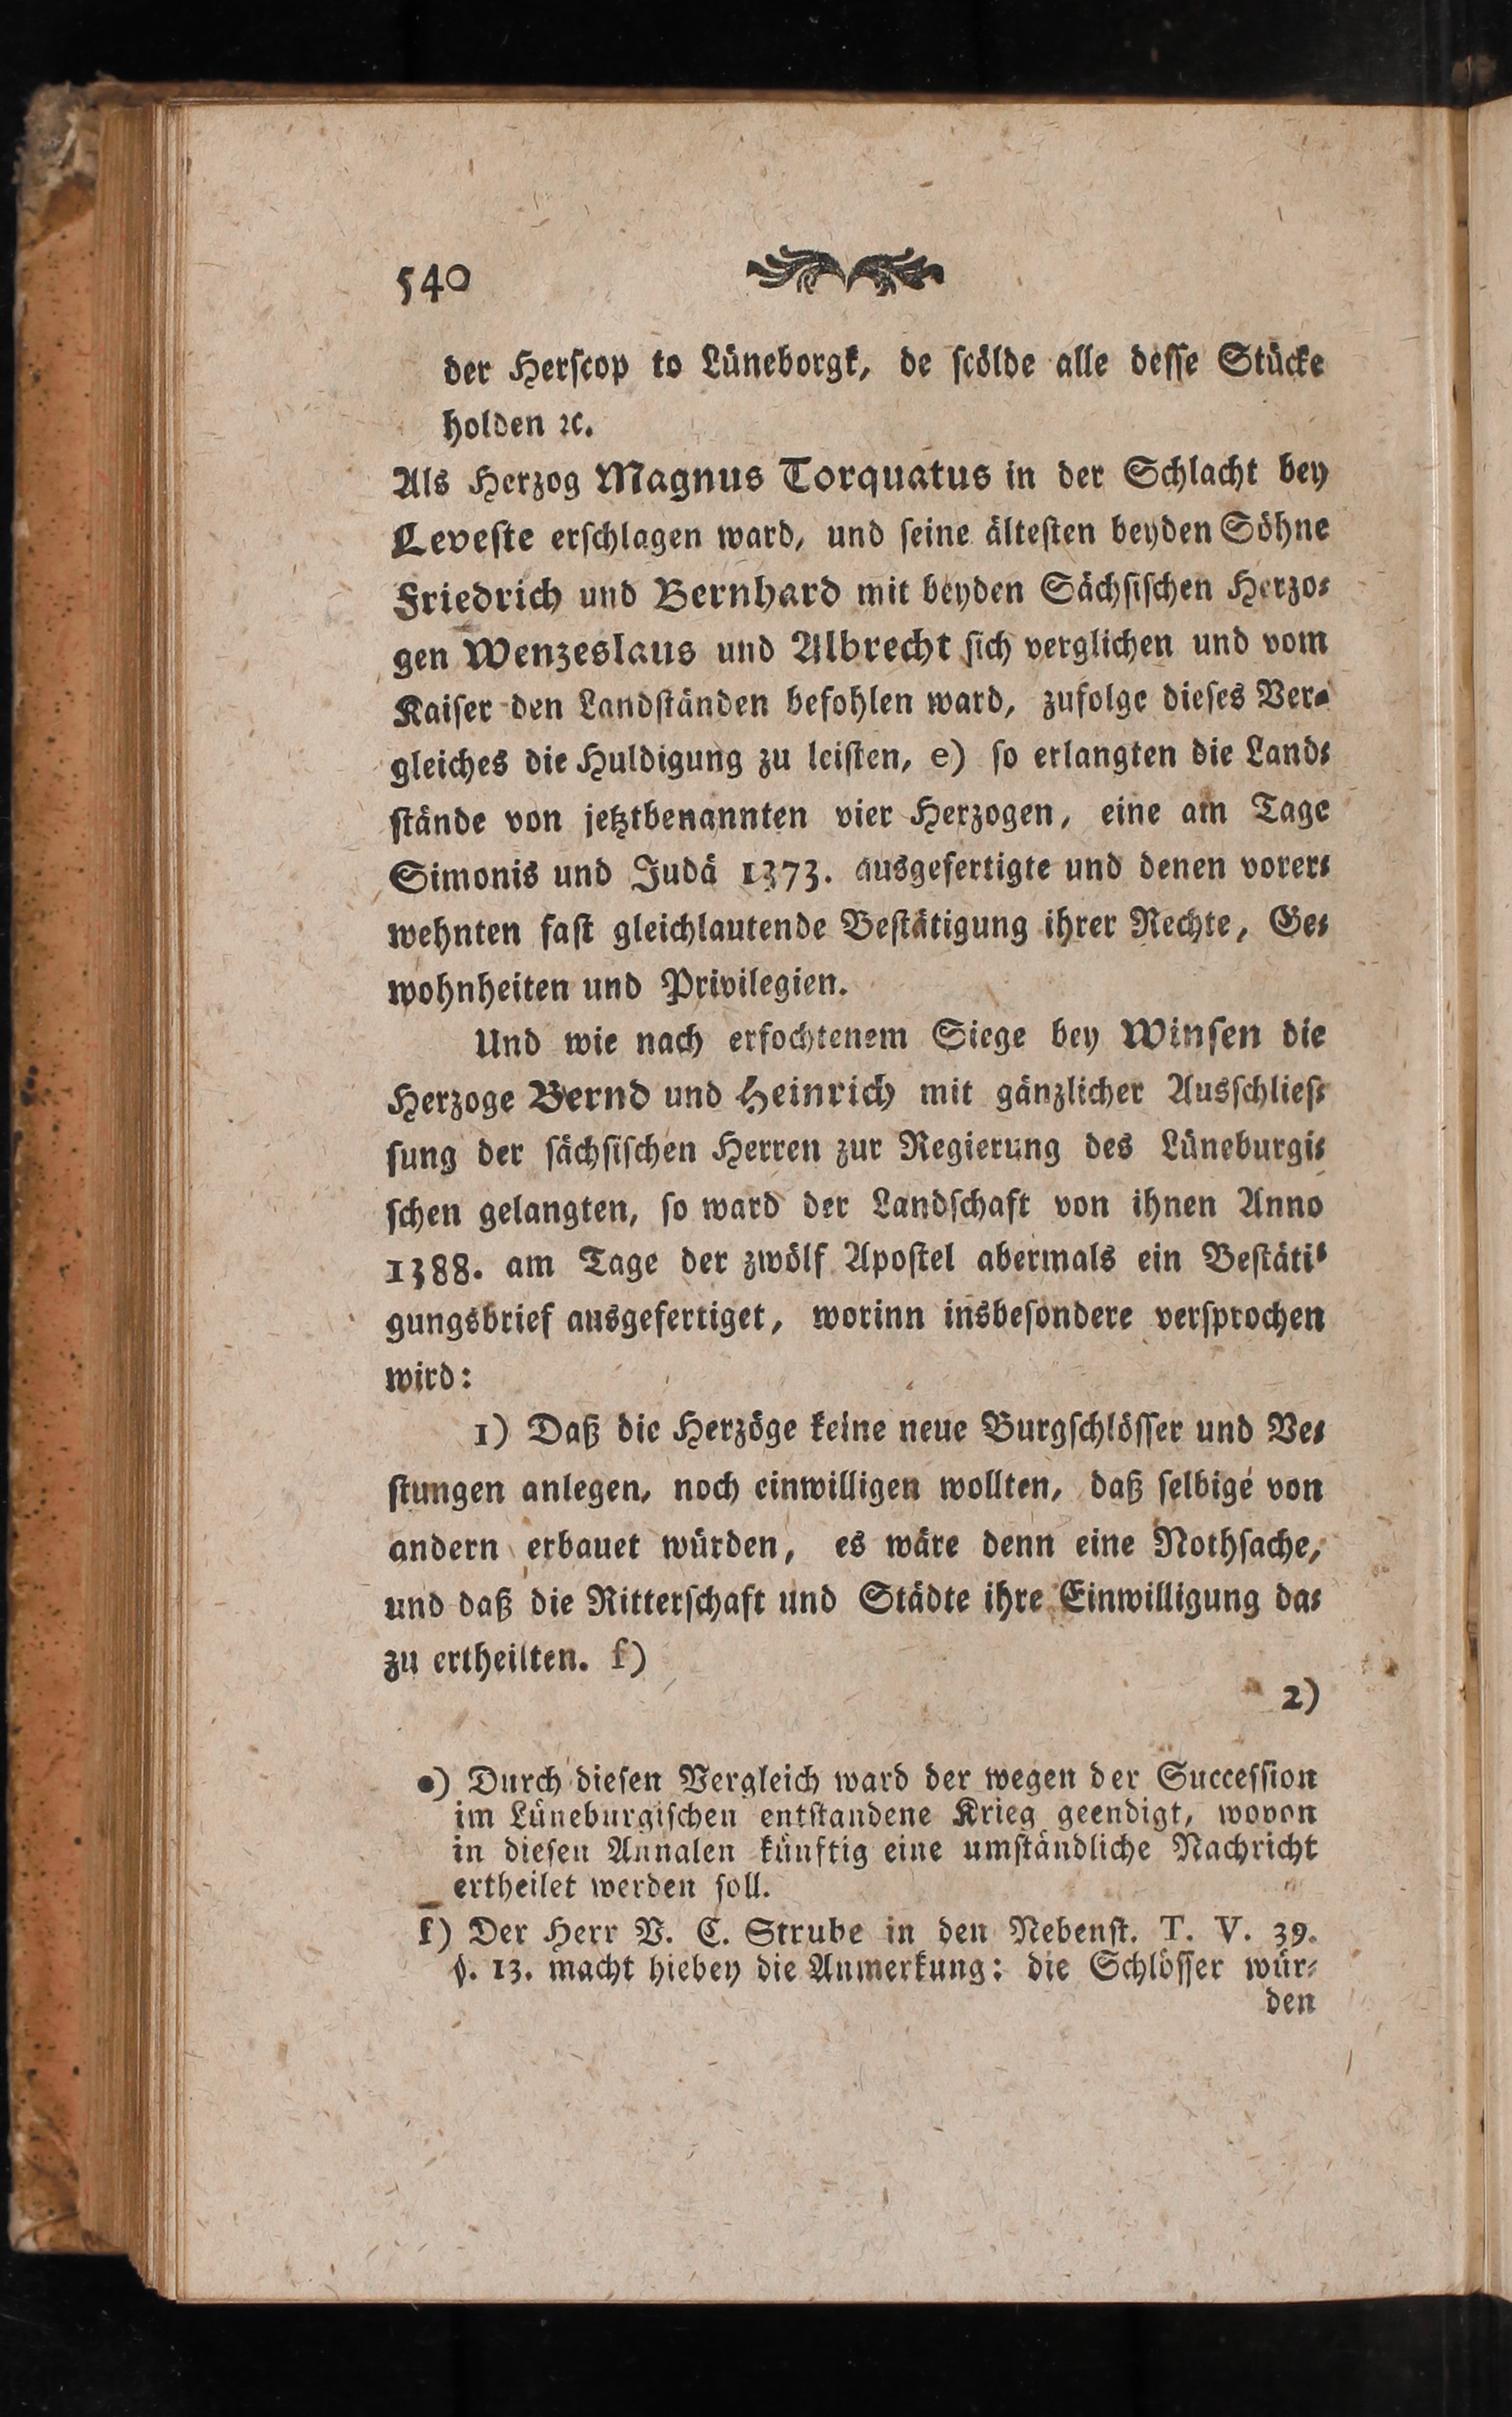 540
der Herſcop to Lüneborgk, de ſcölde alle deſſe Stücke
holden ꝛc.
Als Herzog Magnus Torquatus in der Schlacht bey
Leveſte erſchlagen ward, und ſeine älteſten beyden Söhne
Friedrich und Bernhard mit beyden Sächſiſchen Herzo⸗
gen Wenzeslaus und Albrecht ſich verglichen und vom
Kaiſer den Landſtänden befohlen ward, zufolge dieſes Ver⸗
gleiches die Huldigung zu leiſten, e) ſo erlangten die Land⸗
ſtände von jetztbenannten vier Herzogen, eine am Tage
Simonis und Judä 1373. ausgefertigte und denen vorer⸗
wehnten faſt gleichlautende Beſtätigung ihrer Rechte, Ge⸗
wohnheiten und Privilegien.
Und wie nach erfochtenem Siege bey Winſen die
Herzoge Bernd und Heinrich mit gänzlicher Ausſchlieſ⸗
ſung der ſächſiſchen Herren zur Regierung des Lüneburgi⸗
ſchen gelangten, ſo ward der Landſchaft von ihnen Anno
1388. am Tage der zwölf Apoſtel abermals ein Beſtäti⸗
gungsbrief ausgefertiget, worinn insbeſondere verſprochen
wird:
1) Daß die Herzöge keine neue Burgſchlöſſer und Ve⸗
ſtungen anlegen, noch einwilligen wollten, daß ſelbige von
andern erbauet würden, es wäre denn eine Nothſache,
und daß die Ritterſchaft und Städte ihre Einwilligung da⸗
zu ertheilten. f)
2)
e) Durch dieſen Vergleich ward der wegen der Succeſſion
im Lüneburgiſchen entſtandene Krieg geendigt, wovon
in dieſen Annalen künftig eine umſtändliche Nachricht
ertheilet werden ſoll.
f) Der Herr V. C. Strube in den Nebenſt. T. V. 39.
§. 13. macht hiebey die Anmerkung: die Schlöſſer wür⸗
den